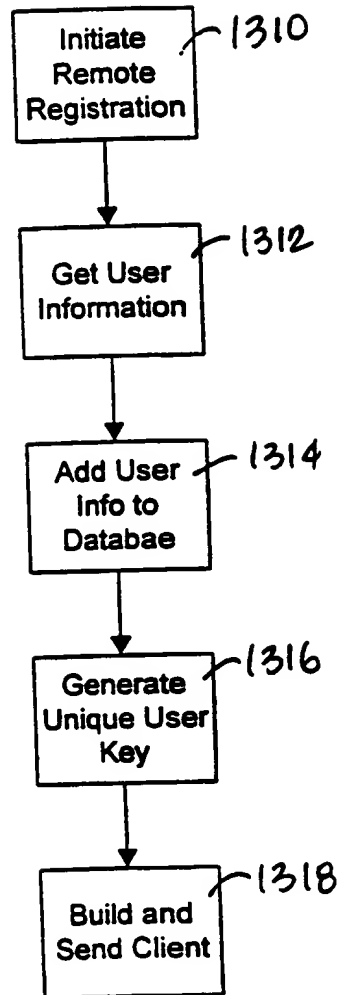 Initiate
Remote
Registration
1310
Get User
Information
1312
Add User
Info to
Databae
1314
Generate
Unique User
Key
1316
Build and
Send Client
1318